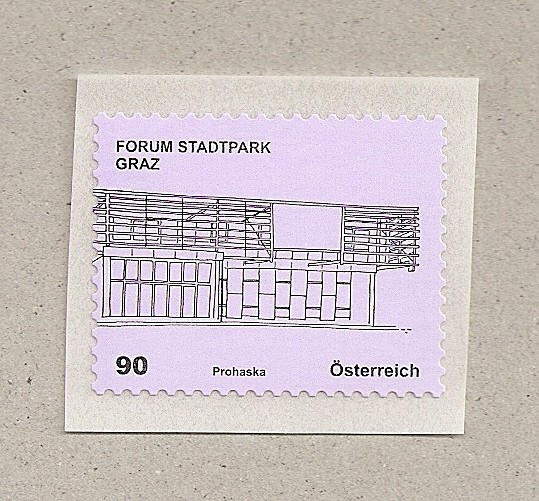 FORUM STADTPARK
GRAZ
90
Prohaska
Österreich